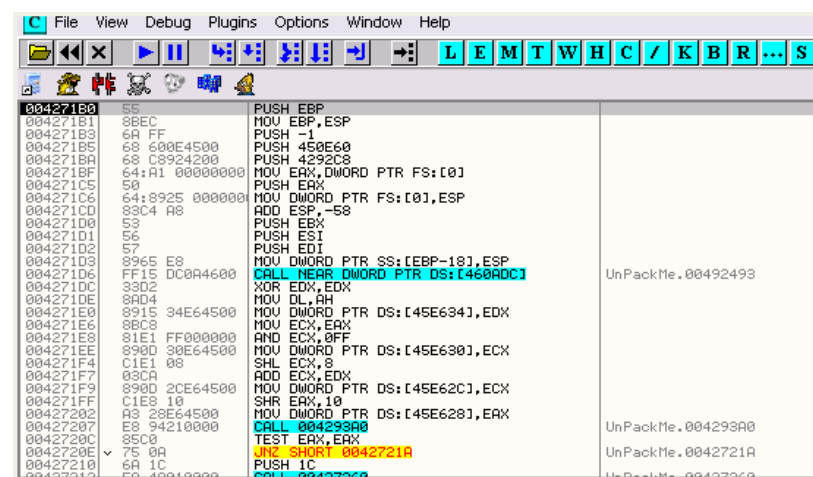 C File View Debug Plugins Options Window Help
L E M T W H C / K B R ... S
004271B0 55 PUSH EBP
004271B1 8BEC MOV EBP,ESP
004271B3 6A FF PUSH -1
004271B5 68 600E4500 PUSH 450E60
004271BA 68 C8924200 PUSH 4292C8
004271BF 64:A1 00000000 MOV EAX,DWORD PTR FS:[0]
004271C5 50 PUSH EAX
004271C6 64:8925 000000 MOV DWORD PTR FS:[0],ESP
004271CD 83C4 A8 ADD ESP,-58
004271D0 53 PUSH EBX
004271D1 56 PUSH ESI
004271D2 57 PUSH EDI
004271D3 8965 E8 MOV DWORD PTR SS:[EBP-18],ESP
004271D6 FF15 DC0A4600 CALL NEAR DWORD PTR DS:[460ADC] UnPackMe.00492493
004271DC 33D2 XOR EDX,EDX
004271DE 8AD4 MOV DL,AH
004271E0 8915 34E64500 MOV DWORD PTR DS:[45E634],EDX
004271E6 8BC8 MOV ECX,EAX
004271E8 81E1 FF000000 AND ECX,0FF
004271EE 890D 30E64500 MOV DWORD PTR DS:[45E630],ECX
004271F4 C1E1 08 SHL ECX,8
004271F7 03CA ADD ECX,EDX
004271F9 890D 2CE64500 MOV DWORD PTR DS:[45E62C],ECX
004271FF C1E8 10 SHR EAX,10
00427202 A3 28E64500 MOV DWORD PTR DS:[45E628],EAX
00427207 E8 94210000 CALL 004293A0 UnPackMe.004293A0
0042720C 85C0 TEST EAX,EAX
0042720E 75 0A JNZ SHORT 0042721A UnPackMe.0042721A
00427210 6A 1C PUSH 1C